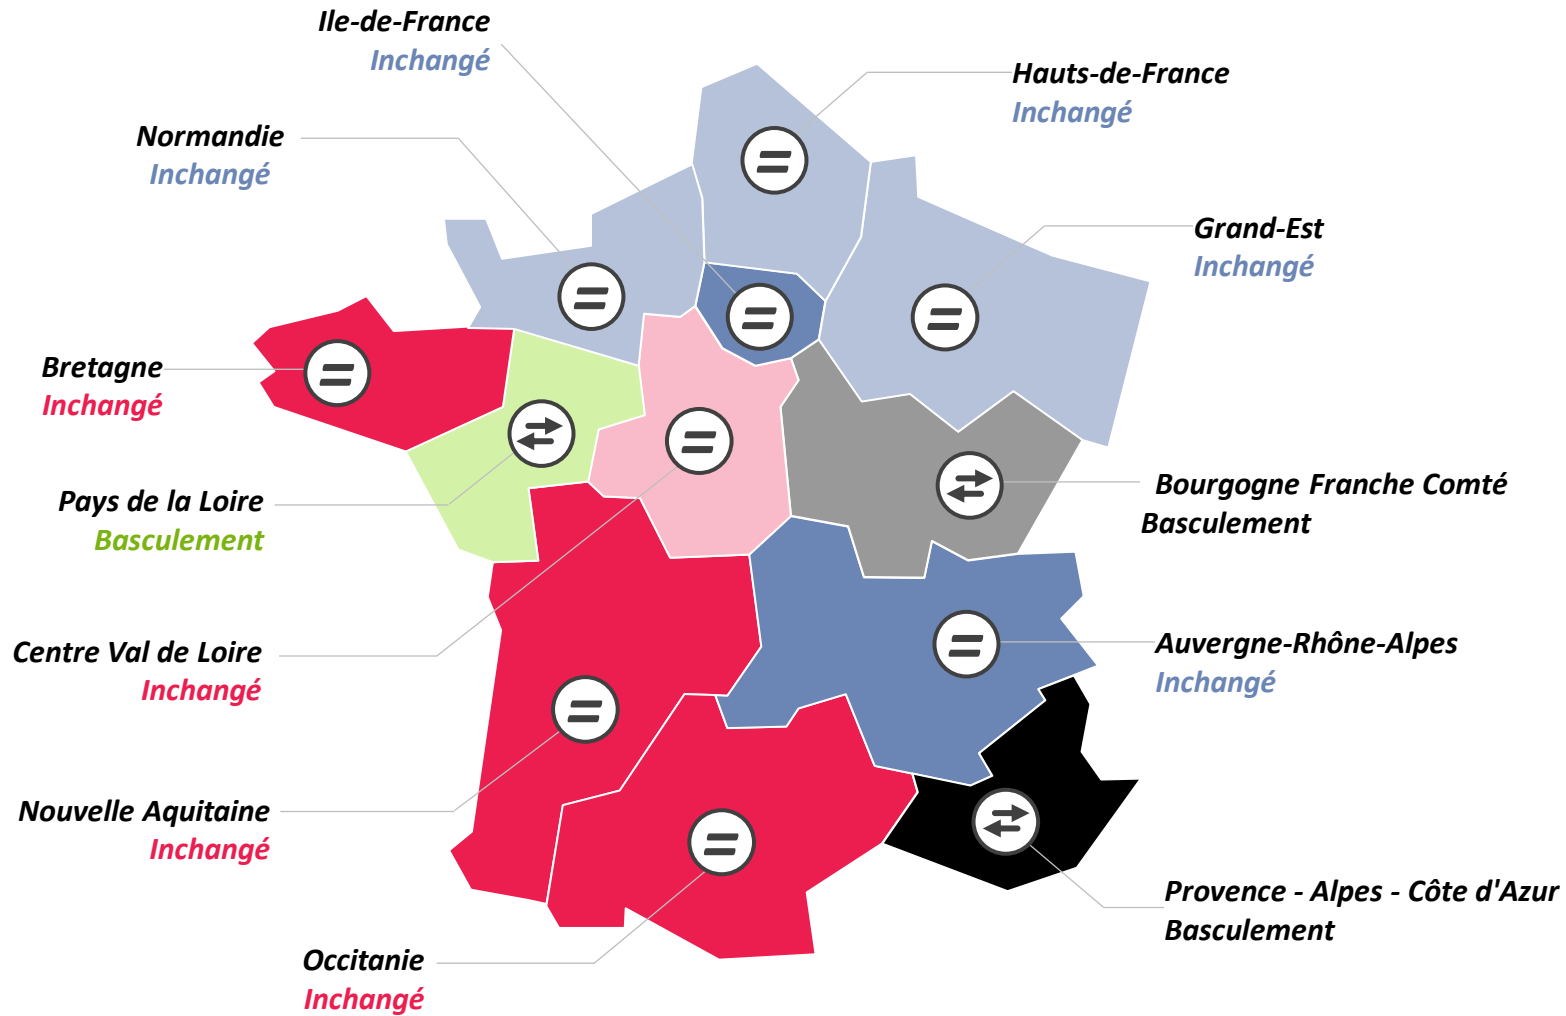 Ile-de-France
Inchangé
Hauts-de-France
Inchangé
Normandie
Inchangé
Grand-Est
Inchangé
Bretagne
Inchangé
Pays de la Loire
Basculement
Bourgogne Franche Comté
Basculement
Centre Val de Loire
Inchangé
Auvergne-Rhône-Alpes
Inchangé
Nouvelle Aquitaine
Inchangé
Provence - Alpes - Côte d'Azur
Basculement
Occitanie
Inchangé